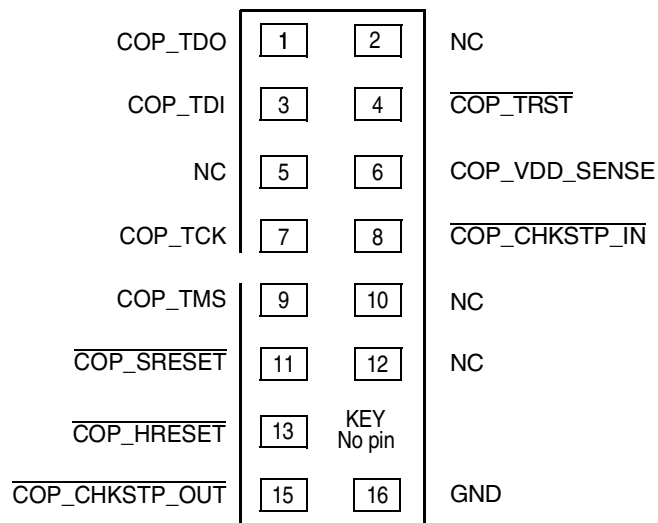 COP_TDO 1 2 NC
COP_TDI 3 4 COP_TRST
NC 5 6 COP_VDD_SENSE
COP_TCK 7 8 COP_CHKSTP_IN
COP_TMS 9 10 NC
COP_SRESET 11 12 NC
COP_HRESET 13 KEY
No pin
COP_CHKSTP_OUT 15 16 GND